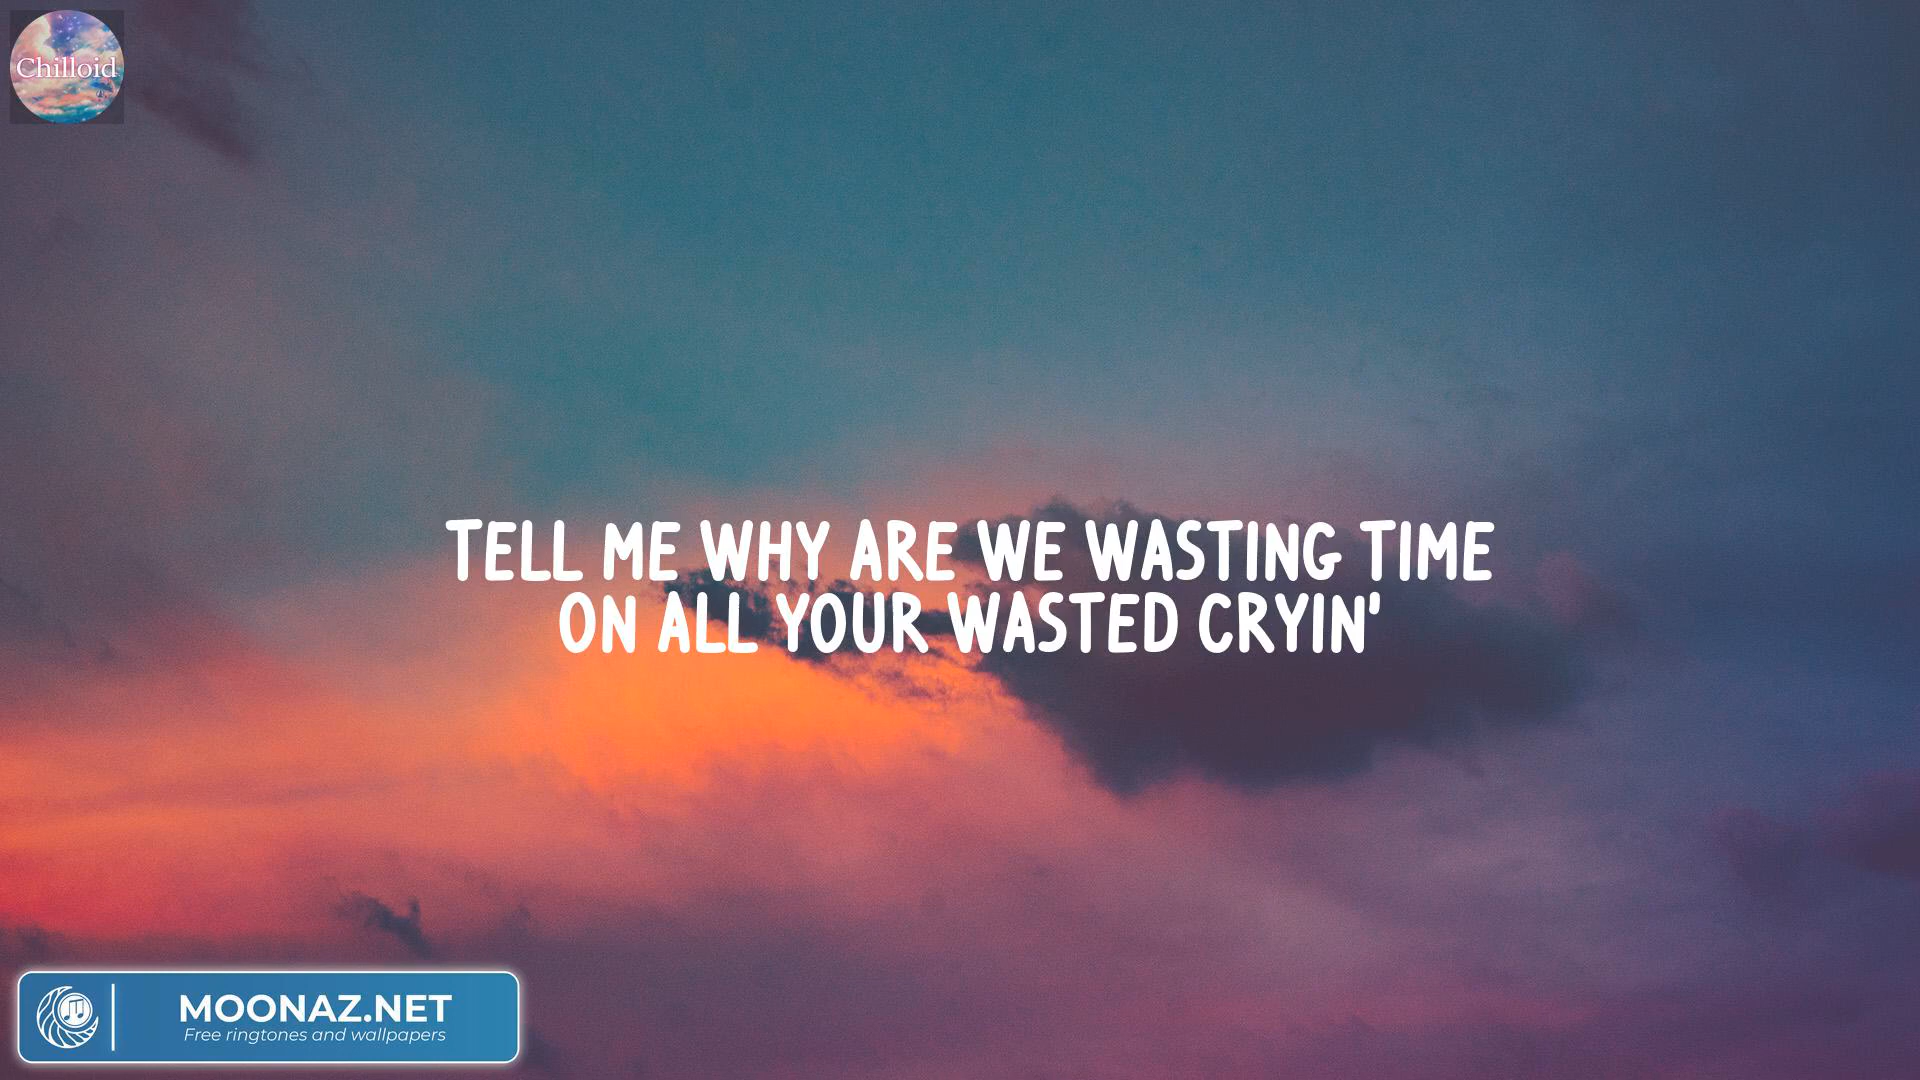 Chilloid
TELL ME WHY ARE WE WASTING TIME
ON ALL YOUR WASTED CRYIN'
MOONAZ.NET
Free ringtones and wallpapers